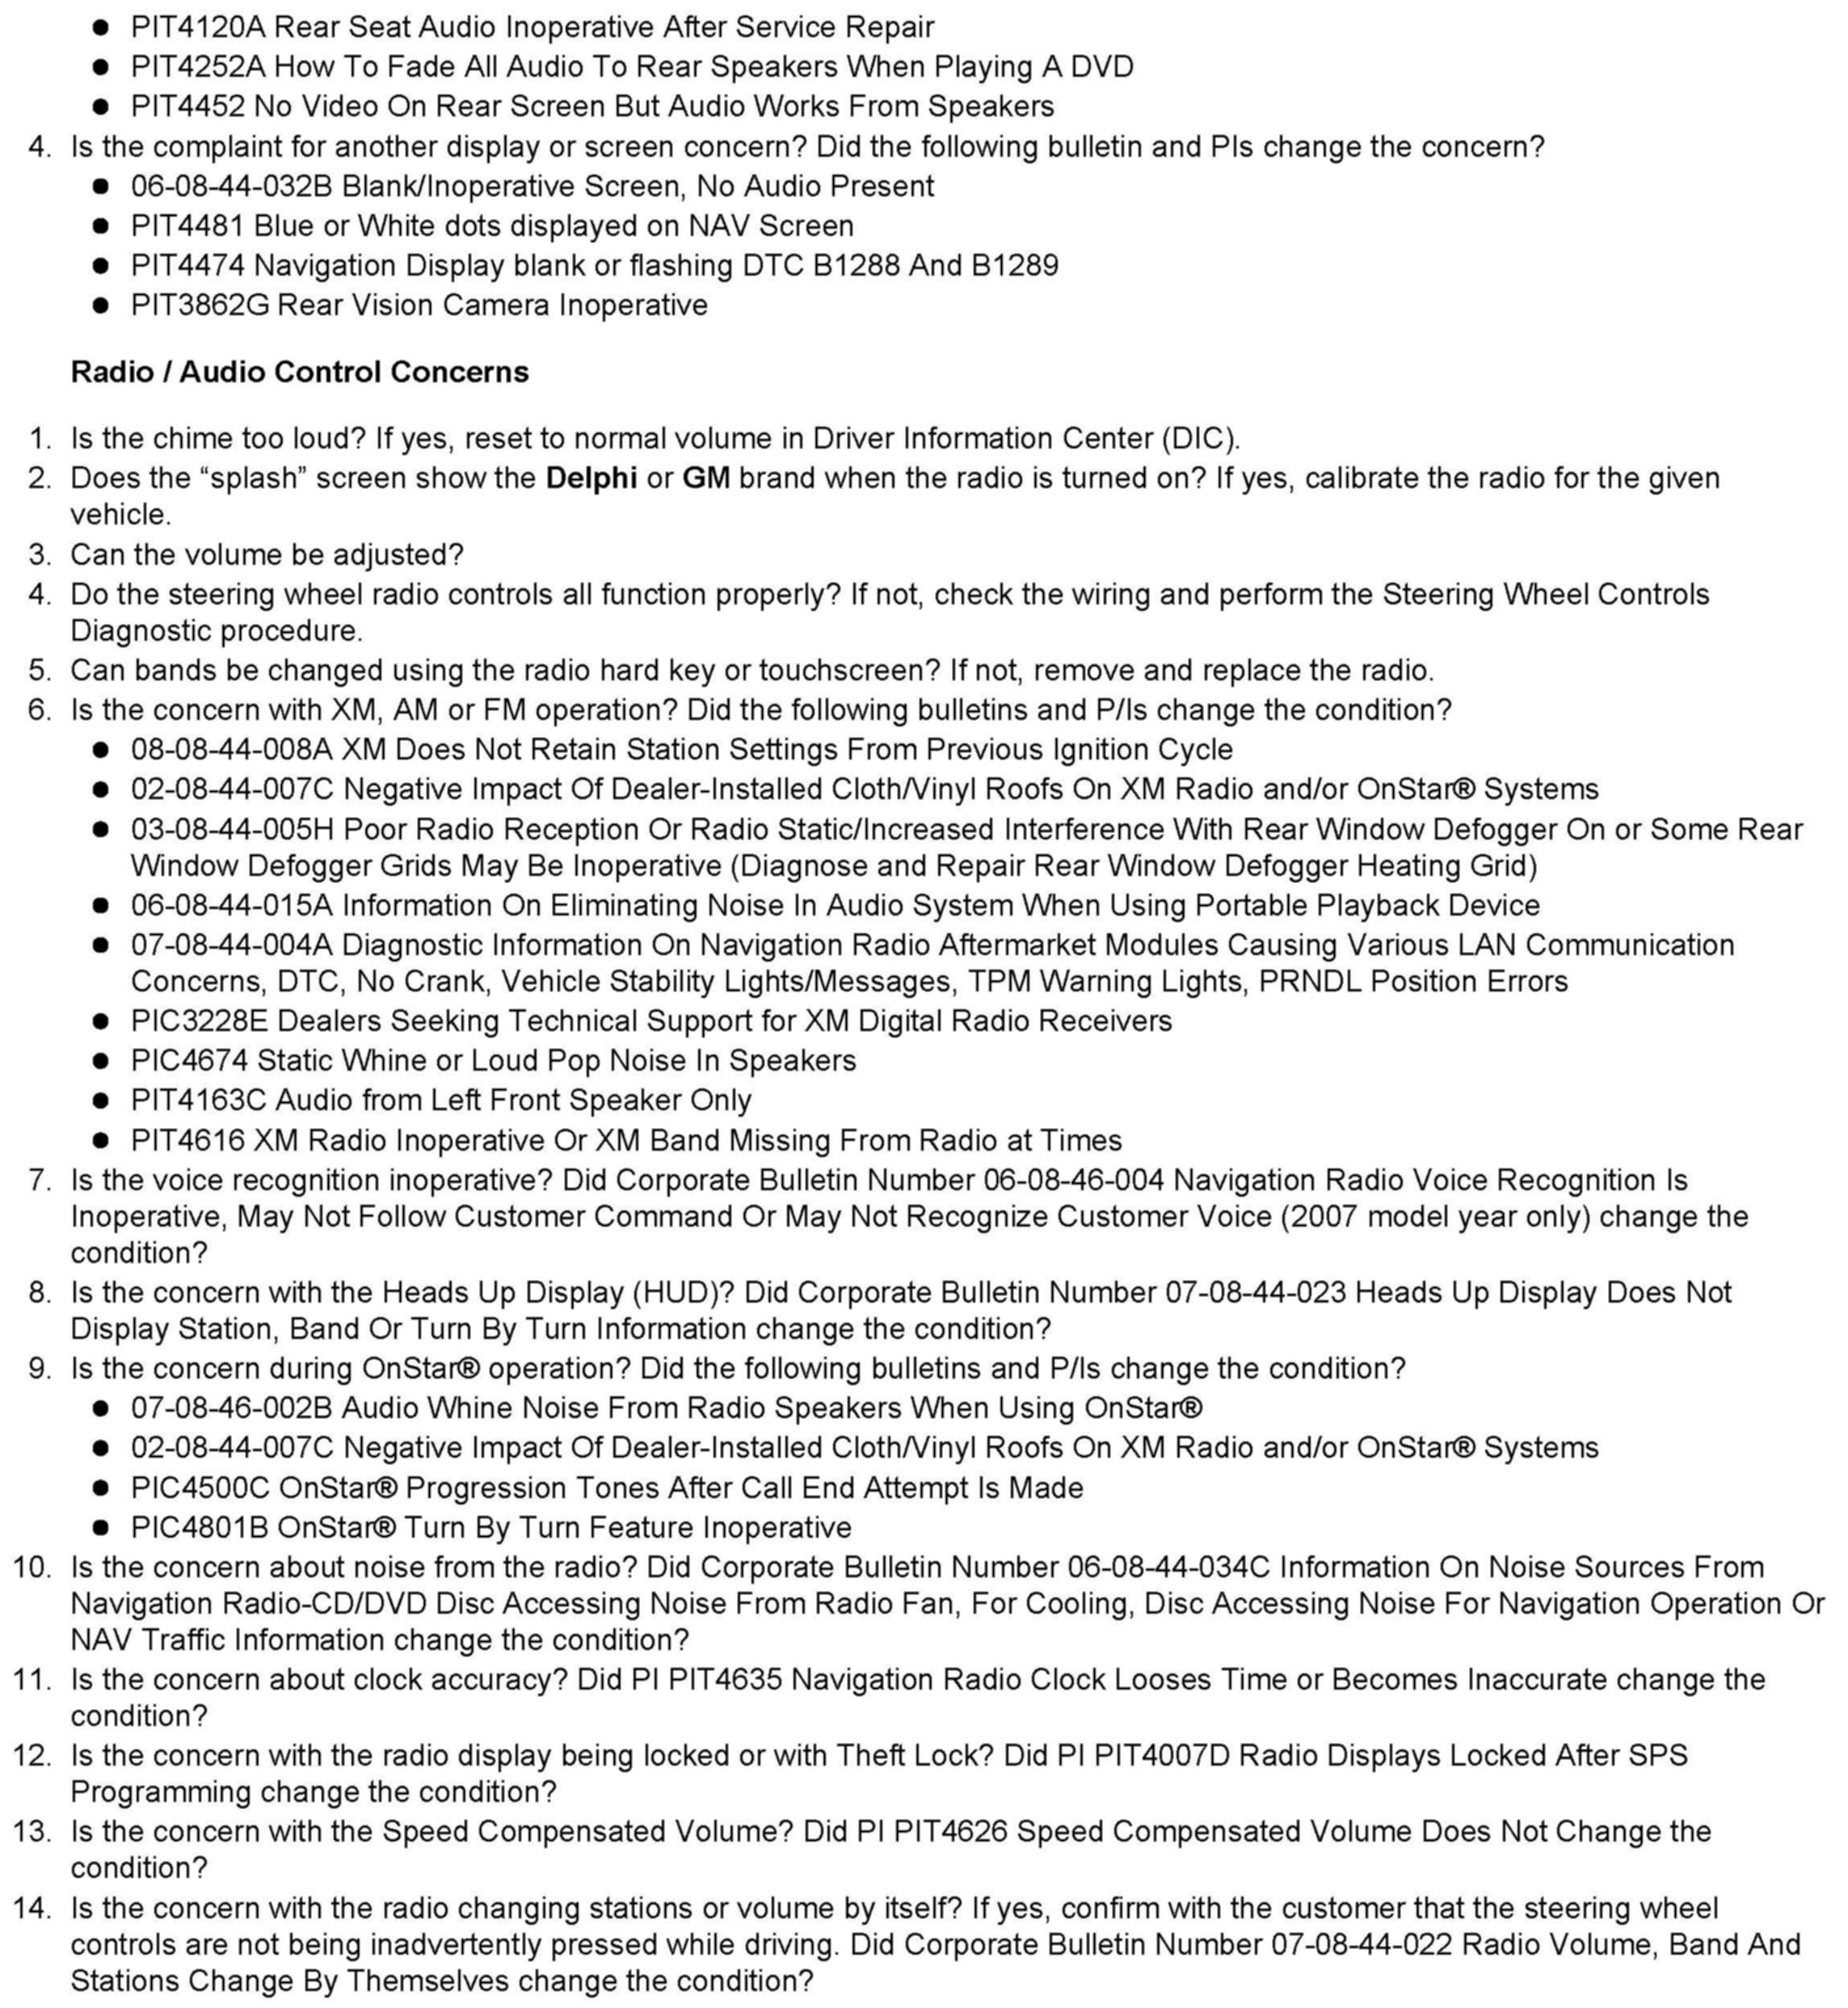 ● PIT4120A Rear Seat Audio Inoperative After Service Repair
● PIT4252A How To Fade All Audio To Rear Speakers When Playing A DVD
● PIT4452 No Video On Rear Screen But Audio Works From Speakers
4. Is the complaint for another display or screen concern? Did the following bulletin and PIs change the concern?
● 06-08-44-032B Blank/Inoperative Screen, No Audio Present
● PIT4481 Blue or White dots displayed on NAV Screen
● PIT4474 Navigation Display blank or flashing DTC B1288 And B1289
● PIT3862G Rear Vision Camera Inoperative
Radio / Audio Control Concerns
1. Is the chime too loud? If yes, reset to normal volume in Driver Information Center (DIC).
2. Does the “splash” screen show the Delphi or GM brand when the radio is turned on? If yes, calibrate the radio for the given
vehicle.
3. Can the volume be adjusted?
4. Do the steering wheel radio controls all function properly? If not, check the wiring and perform the Steering Wheel Controls
Diagnostic procedure.
5. Can bands be changed using the radio hard key or touchscreen? If not, remove and replace the radio.
6. Is the concern with XM, AM or FM operation? Did the following bulletins and P/Is change the condition?
● 08-08-44-008A XM Does Not Retain Station Settings From Previous Ignition Cycle
● 02-08-44-007C Negative Impact Of Dealer-Installed Cloth/Vinyl Roofs On XM Radio and/or OnStar® Systems
● 03-08-44-005H Poor Radio Reception Or Radio Static/Increased Interference With Rear Window Defogger On or Some Rear
Window Defogger Grids May Be Inoperative (Diagnose and Repair Rear Window Defogger Heating Grid)
● 06-08-44-015A Information On Eliminating Noise In Audio System When Using Portable Playback Device
● 07-08-44-004A Diagnostic Information On Navigation Radio Aftermarket Modules Causing Various LAN Communication
Concerns, DTC, No Crank, Vehicle Stability Lights/Messages, TPM Warning Lights, PRNDL Position Errors
● PIC3228E Dealers Seeking Technical Support for XM Digital Radio Receivers
● PIC4674 Static Whine or Loud Pop Noise In Speakers
● PIT4163C Audio from Left Front Speaker Only
● PIT4616 XM Radio Inoperative Or XM Band Missing From Radio at Times
7. Is the voice recognition inoperative? Did Corporate Bulletin Number 06-08-46-004 Navigation Radio Voice Recognition Is
Inoperative, May Not Follow Customer Command Or May Not Recognize Customer Voice (2007 model year only) change the
condition?
8. Is the concern with the Heads Up Display (HUD)? Did Corporate Bulletin Number 07-08-44-023 Heads Up Display Does Not
Display Station, Band Or Turn By Turn Information change the condition?
9. Is the concern during OnStar® operation? Did the following bulletins and P/Is change the condition?
● 07-08-46-002B Audio Whine Noise From Radio Speakers When Using OnStar®
● 02-08-44-007C Negative Impact Of Dealer-Installed Cloth/Vinyl Roofs On XM Radio and/or OnStar® Systems
● PIC4500C OnStar® Progression Tones After Call End Attempt Is Made
● PIC4801B OnStar® Turn By Turn Feature Inoperative
10. Is the concern about noise from the radio? Did Corporate Bulletin Number 06-08-44-034C Information On Noise Sources From
Navigation Radio-CD/DVD Disc Accessing Noise From Radio Fan, For Cooling, Disc Accessing Noise For Navigation Operation Or
NAV Traffic Information change the condition?
11. Is the concern about clock accuracy? Did PI PIT4635 Navigation Radio Clock Looses Time or Becomes Inaccurate change the
condition?
12. Is the concern with the radio display being locked or with Theft Lock? Did PI PIT4007D Radio Displays Locked After SPS
Programming change the condition?
13. Is the concern with the Speed Compensated Volume? Did PI PIT4626 Speed Compensated Volume Does Not Change the
condition?
14. Is the concern with the radio changing stations or volume by itself? If yes, confirm with the customer that the steering wheel
controls are not being inadvertently pressed while driving. Did Corporate Bulletin Number 07-08-44-022 Radio Volume, Band And
Stations Change By Themselves change the condition?